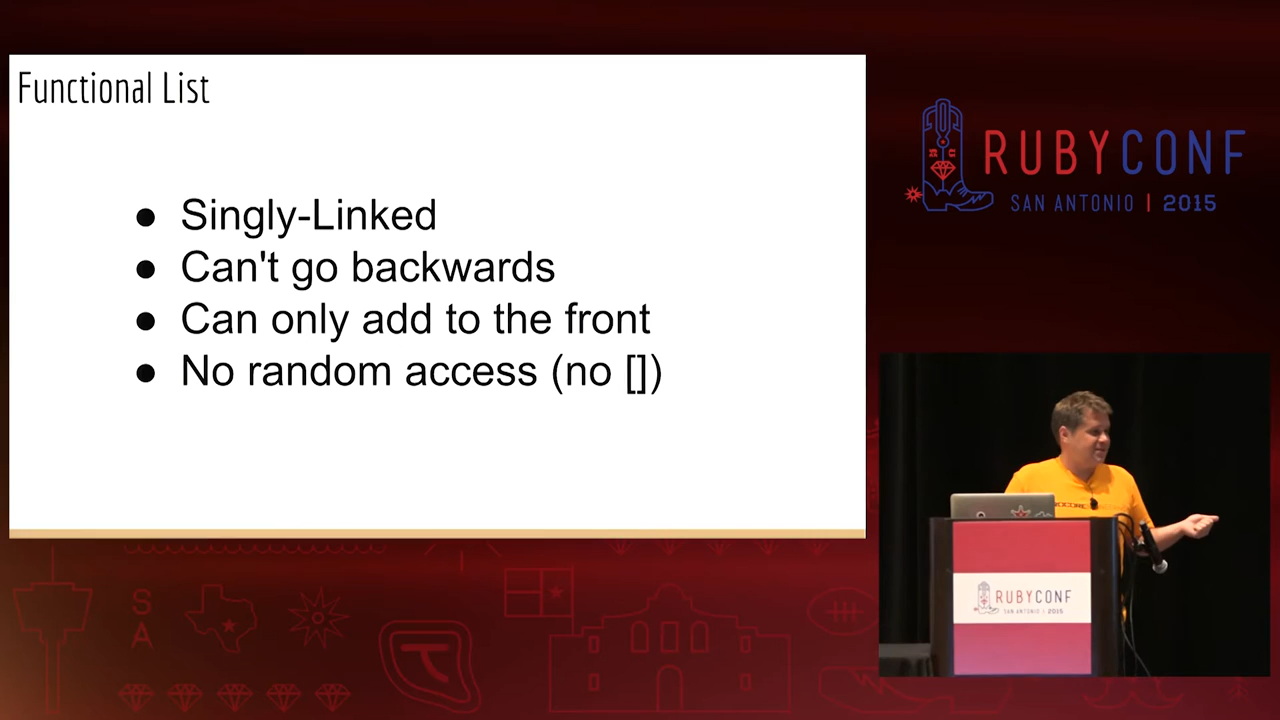 Functional List
● Singly-Linked
● Can't go backwards
● Can only add to the front
● No random access (no [])
RUBYCONF
SAN ANTONIO | 2015
RUBYCONF
SAN ANTONIO | 2015
S
A